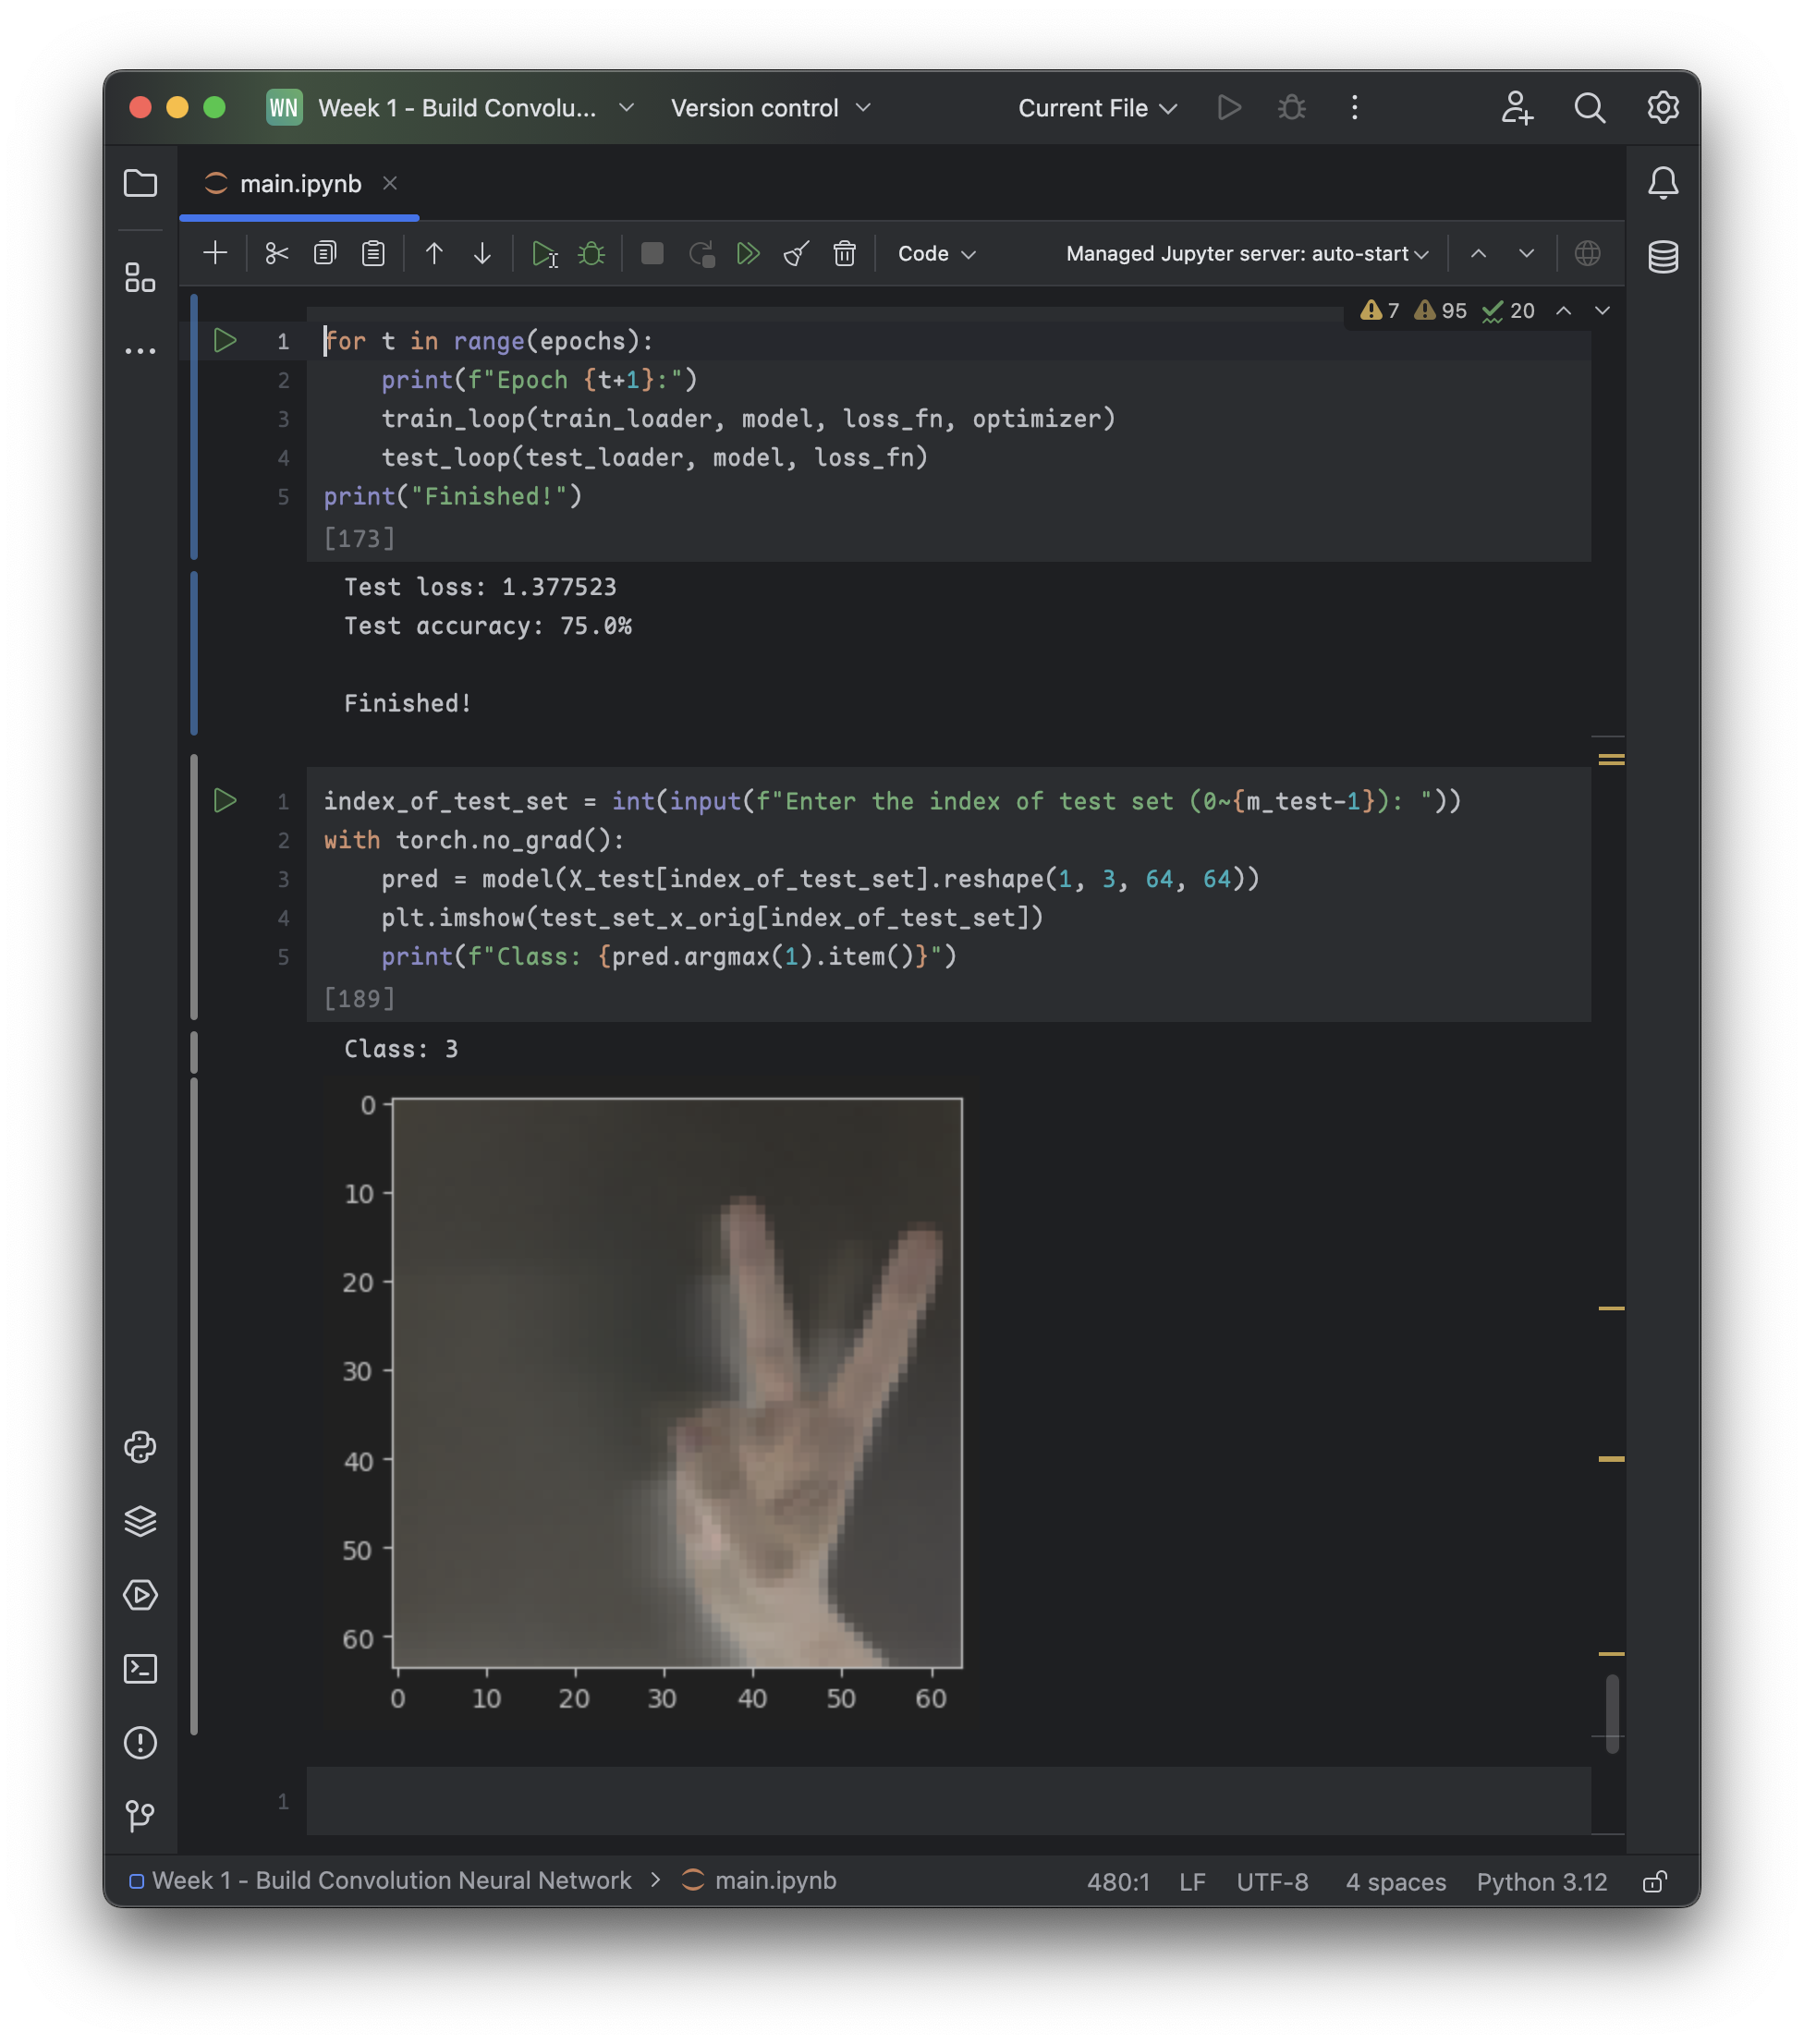 WN Week 1 - Build Convolu... Version control Current File
main.ipynb
Code Managed Jupyter server: auto-start
7 95 20
1 for t in range(epochs):
2     print(f"Epoch {t+1}:")
3     train_loop(train_loader, model, loss_fn, optimizer)
4     test_loop(test_loader, model, loss_fn)
5 print("Finished!")
[173]
Test loss: 1.377523
Test accuracy: 75.0%
Finished!
1 index_of_test_set = int(input(f"Enter the index of test set (0~{m_test-1}): "))
2 with torch.no_grad():
3     pred = model(X_test[index_of_test_set].reshape(1, 3, 64, 64))
4     plt.imshow(test_set_x_orig[index_of_test_set])
5     print(f"Class: {pred.argmax(1).item()}")
[189]
Class: 3
0
10
20
30
40
50
60
0 10 20 30 40 50 60
1
Week 1 - Build Convolution Neural Network > main.ipynb 480:1 LF UTF-8 4 spaces Python 3.12